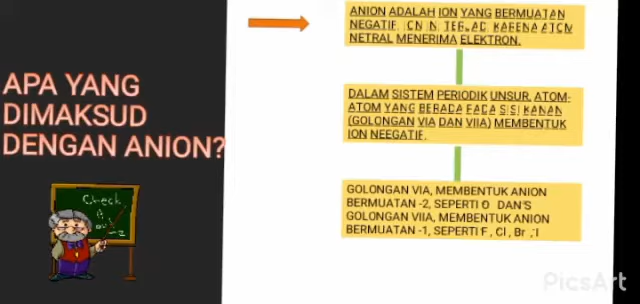 APA YANG
DIMAKSUD
DENGAN ANION?
Check
ANION ADALAH ION YANG BERMUATAN
NEGATIF. ION INI TERJADI KARENA ATOM
NETRAL MENERIMA ELEKTRON.
DALAM SISTEM PERIODIK UNSUR, ATOM-
ATOM YANG BERADA PADA SISI KANAN
(GOLONGAN VIA DAN VIIA) MEMBENTUK
ION NEEGATIF.
GOLONGAN VIA, MEMBENTUK ANION
BERMUATAN -2, SEPERTI O DAN S
GOLONGAN VIIA, MEMBENTUK ANION
BERMUATAN -1, SEPERTI F, Cl, Br, I
PicsArt